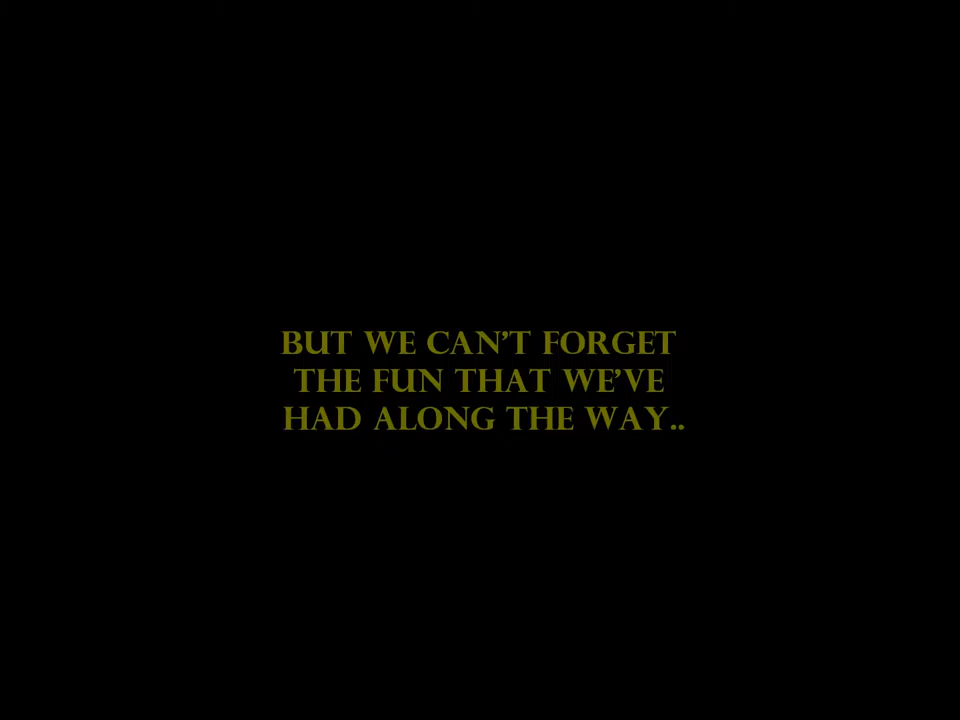 BUT WE CAN'T FORGET
THE FUN THAT WE'VE
HAD ALONG THE WAY..